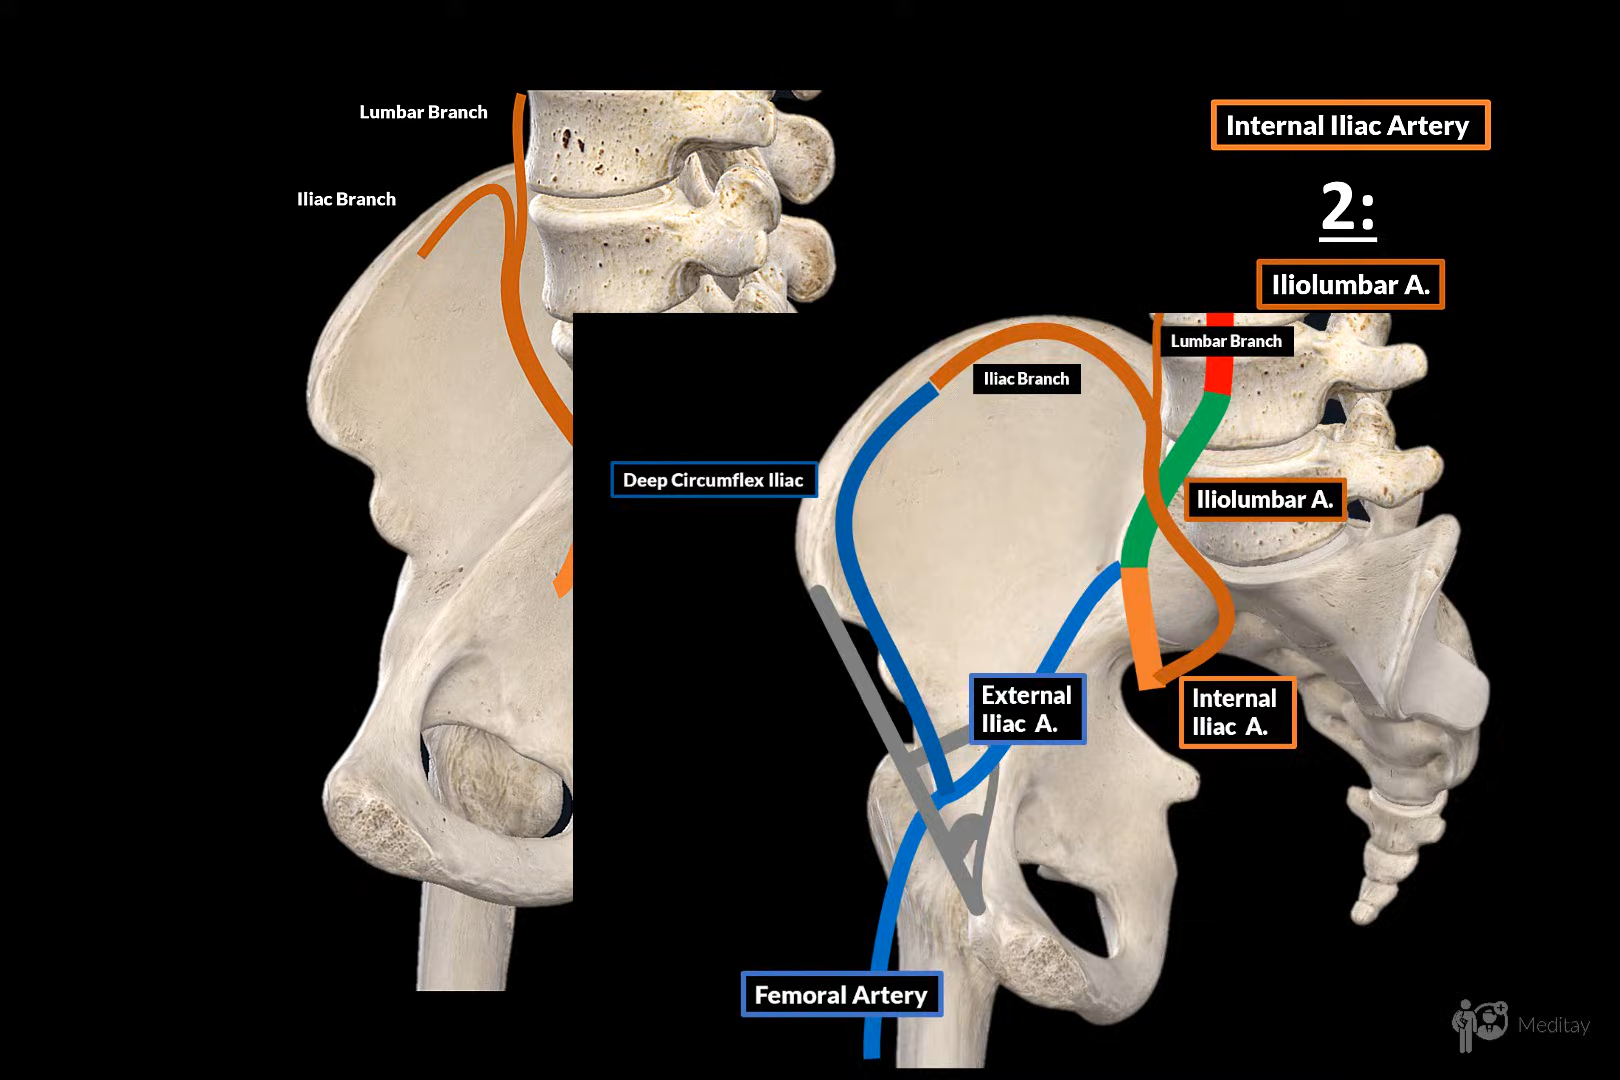 Lumbar Branch
Iliac Branch
Internal Iliac Artery
2:
Iliolumbar A.
Lumbar Branch
Iliac Branch
Deep Circumflex Iliac
Iliolumbar A.
External
Iliac A.
Internal
Iliac A.
Femoral Artery
Meditay